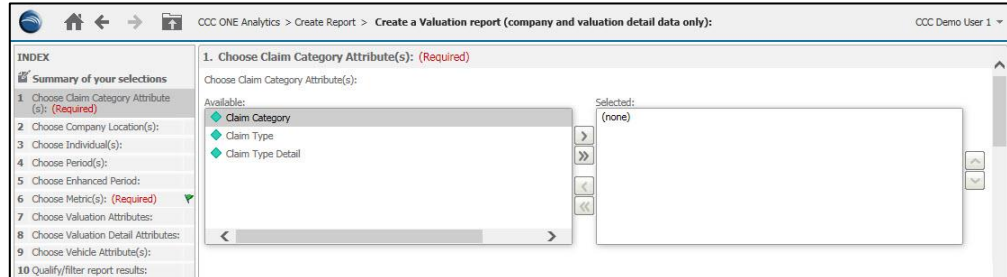 CCC ONE Analytics > Create Report > Create a Valuation report (company and valuation detail data only):
CCC Demo User 1
INDEX
Summary of your selections
1 Choose Claim Category Attribute
(s): (Required)
2 Choose Company Location(s):
3 Choose Individual(s):
4 Choose Period(s):
5 Choose Enhanced Period:
6 Choose Metric(s): (Required)
7 Choose Valuation Attributes:
8 Choose Valuation Detail Attributes:
9 Choose Vehicle Attribute(s):
10 Qualify/filter report results:
1. Choose Claim Category Attribute(s): (Required)
Choose Claim Category Attribute(s):
Available:
Claim Category
Claim Type
Claim Type Detail
Selected:
(none)